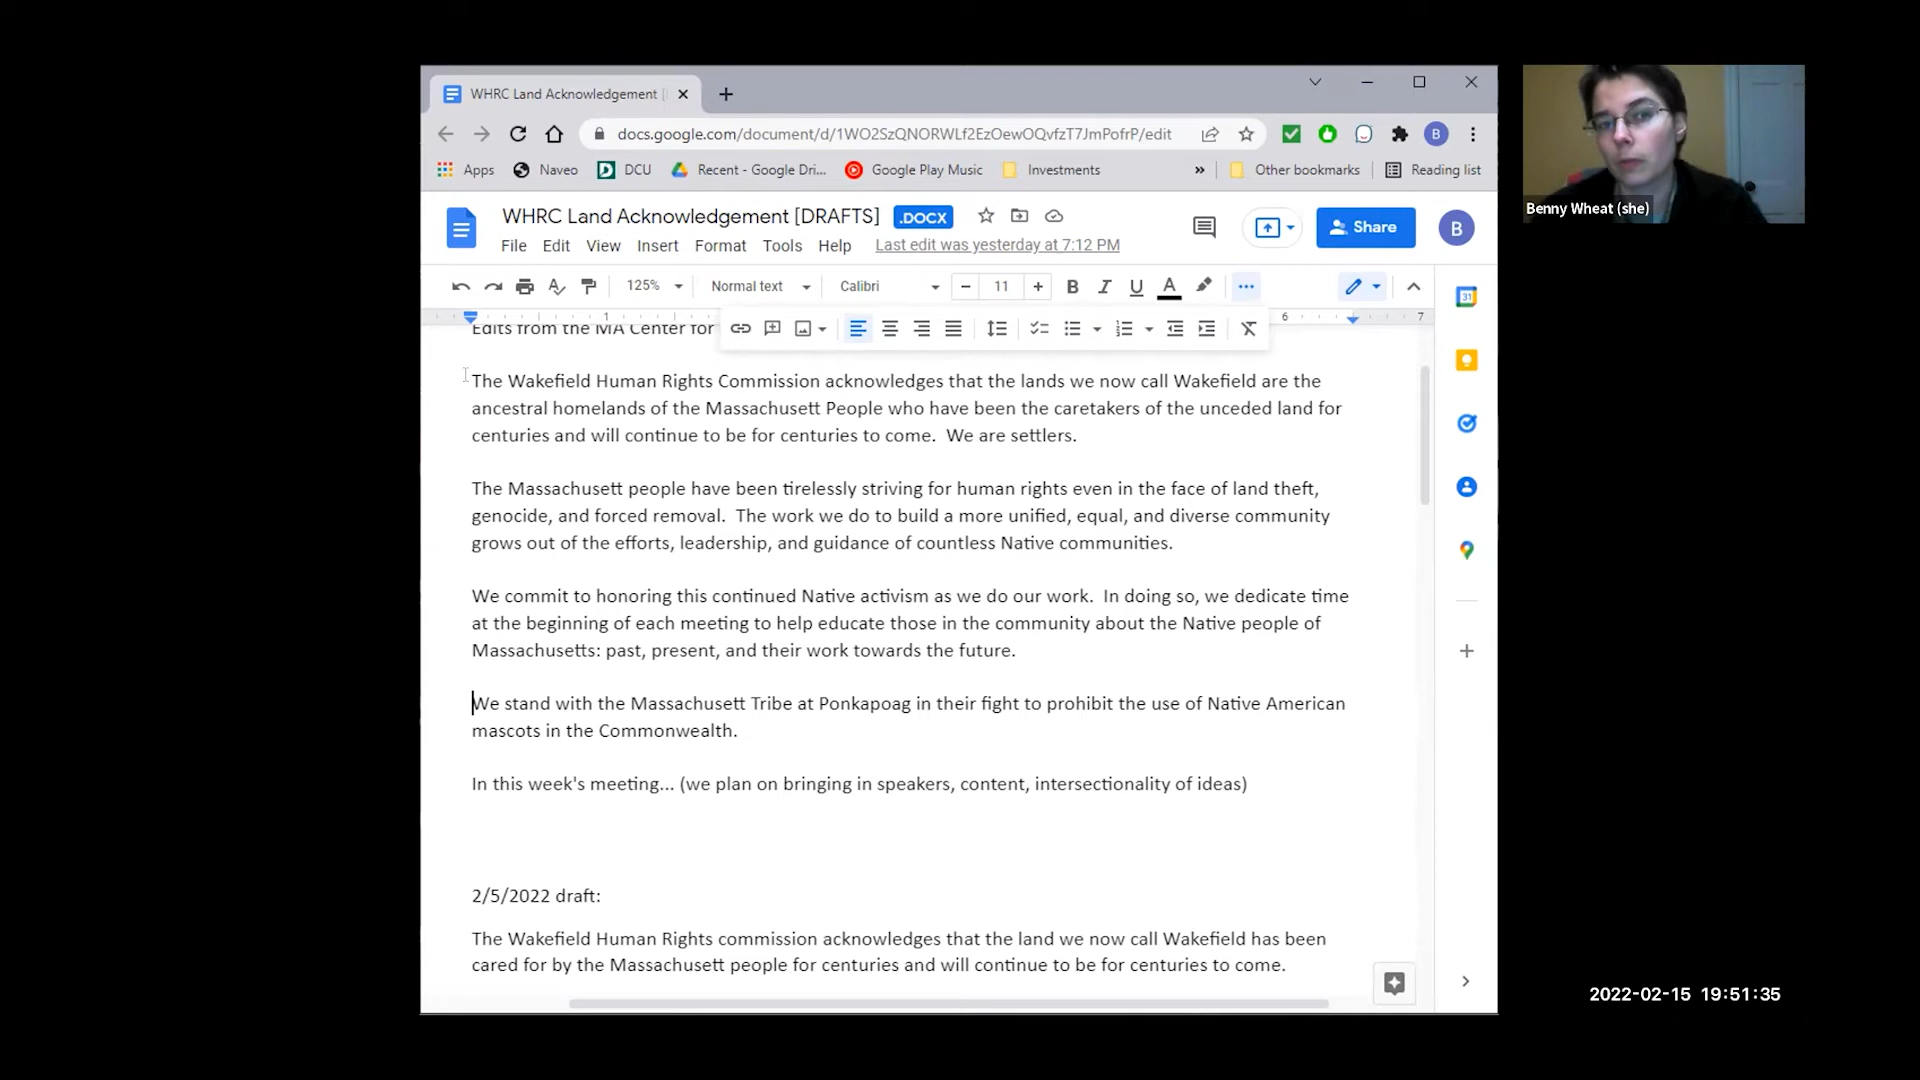 WHRC Land Acknowledgement [
docs.google.com/document/d/1WO2SzQNORWLf2EzOewOQvfzT7JmPofrP/edit
B
Apps Naveo DCU Recent - Google Dri... Google Play Music Investments » Other bookmarks Reading list
WHRC Land Acknowledgement [DRAFTS] .DOCX
Share
B
File Edit View Insert Format Tools Help Last edit was yesterday at 7:12 PM
125% Normal text Calibri 11 B I U A
31
1 6 7
Edits from the MA Center for
The Wakefield Human Rights Commission acknowledges that the lands we now call Wakefield are the
ancestral homelands of the Massachusett People who have been the caretakers of the unceded land for
centuries and will continue to be for centuries to come.  We are settlers.
The Massachusett people have been tirelessly striving for human rights even in the face of land theft,
genocide, and forced removal.  The work we do to build a more unified, equal, and diverse community
grows out of the efforts, leadership, and guidance of countless Native communities.
We commit to honoring this continued Native activism as we do our work.  In doing so, we dedicate time
at the beginning of each meeting to help educate those in the community about the Native people of
Massachusetts: past, present, and their work towards the future.
We stand with the Massachusett Tribe at Ponkapoag in their fight to prohibit the use of Native American
mascots in the Commonwealth.
In this week's meeting... (we plan on bringing in speakers, content, intersectionality of ideas)
2/5/2022 draft:
The Wakefield Human Rights commission acknowledges that the land we now call Wakefield has been
cared for by the Massachusett people for centuries and will continue to be for centuries to come.
Benny Wheat (she)
2022-02-15 19:51:35